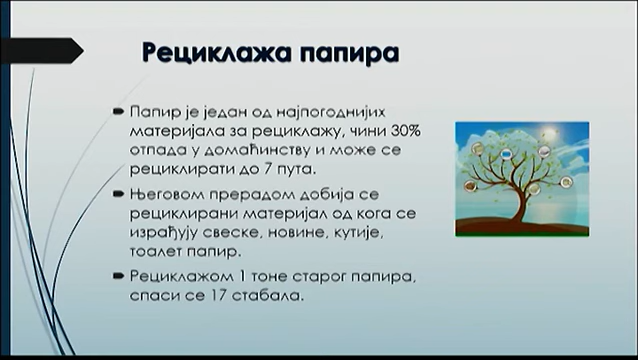 Рециклажа папира
Папир је један од најпогоднијих
материјала за рециклажу, чини 30%
отпада у домаћинству и може се
рециклирати до 7 пута.
Његовом прерадом добија се
рециклирани материјал од кога се
израђују свеске, новине, кутије,
тоалет папир.
Рециклажом 1 тоне старог папира,
спаси се 17 стабала.